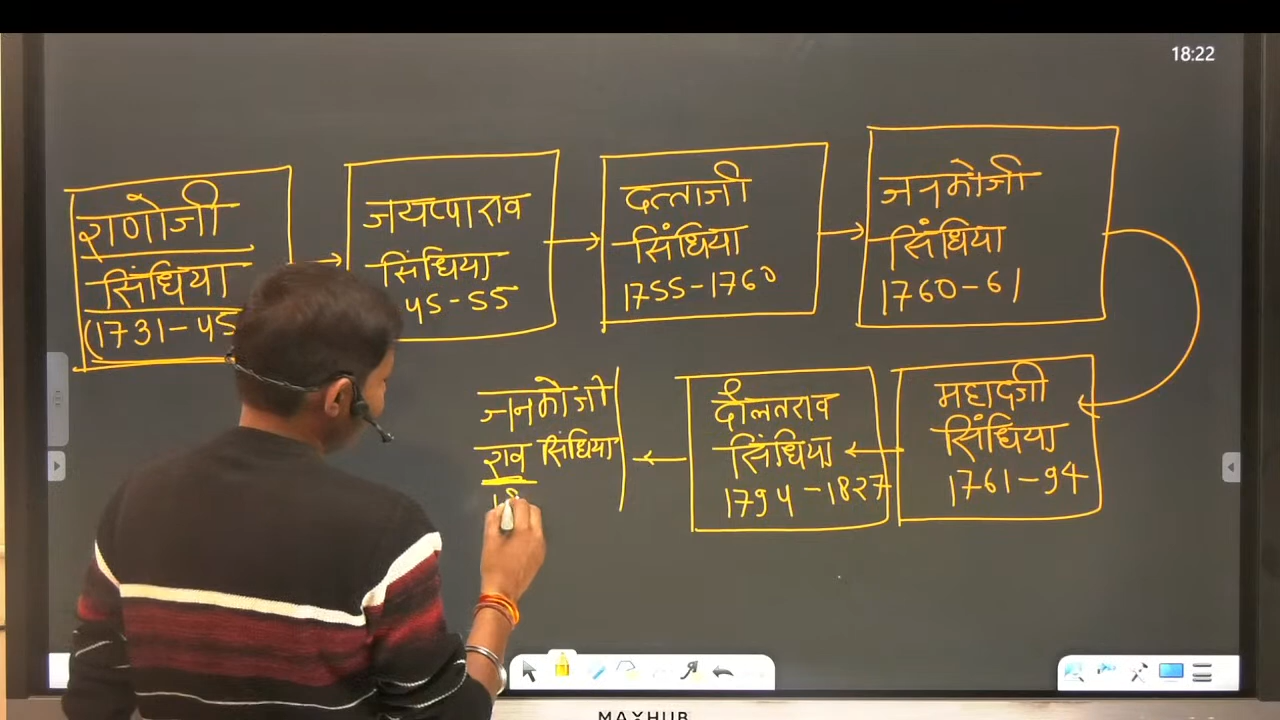 18:22
राणोजी
सिंधिया
(1731-45
जयप्पाराव
सिंधिया
45-55
दत्ताजी
सिंधिया
1755-1760
जनकोजी
सिंधिया
1760-61
महादजी
सिंधिया
1761-94
दौलतराव
सिंधिया
1794-1827
जनकोजी
राव सिंधिया
18
MAXHUB